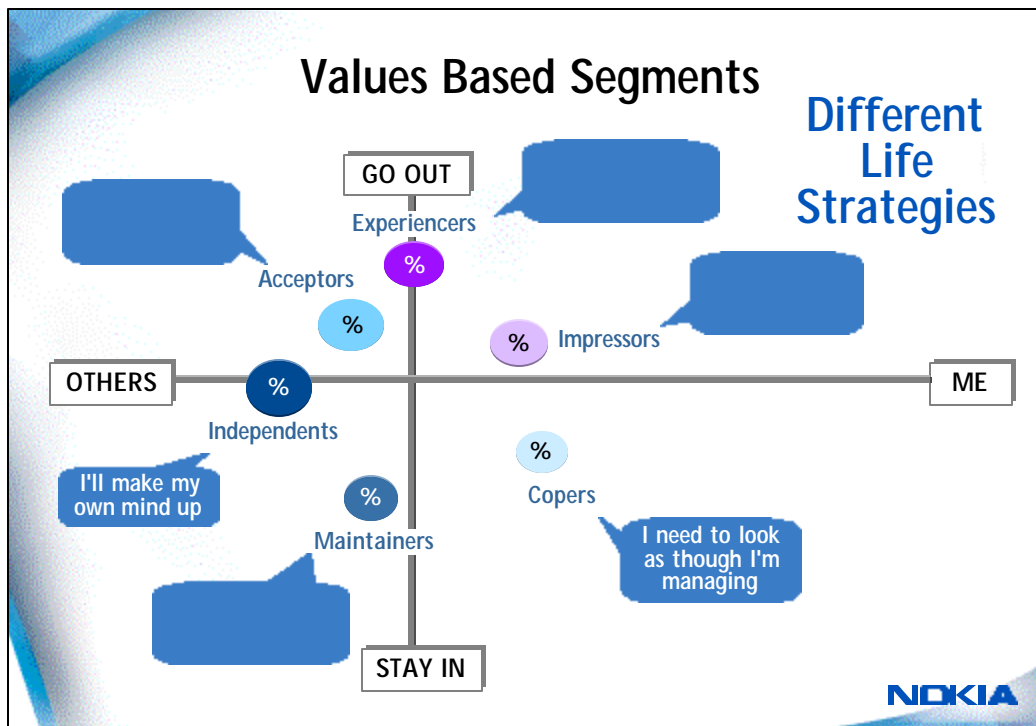 Values Based Segments
Different
Life
Strategies
GO OUT
Experiencers
%
Acceptors
%
%
Impressors
OTHERS
%
ME
Independents
I'll make my
own mind up
%
Copers
%
Maintainers
I need to look
as though I'm
managing
STAY IN
NOKIA